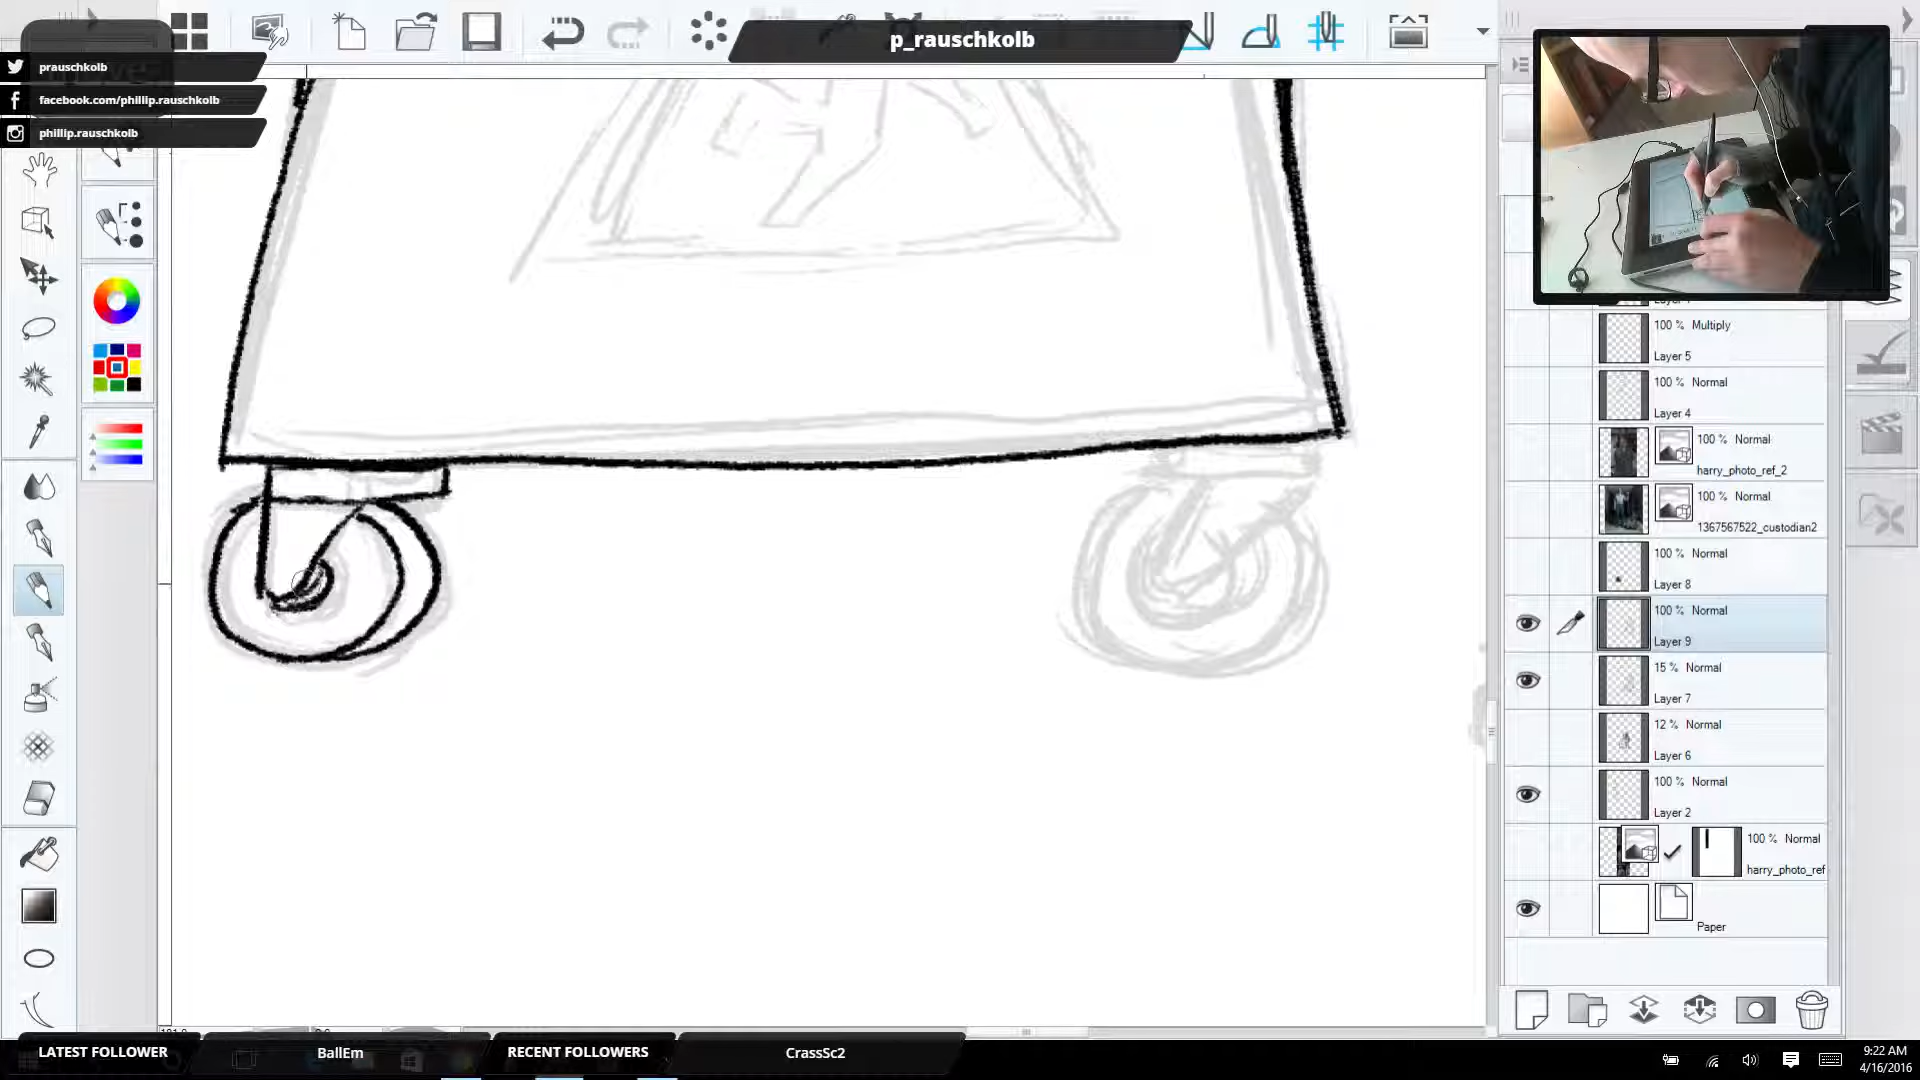 p_rauschkolb
prauschkolb
facebook.com/phillip.rauschkolb
phillip.rauschkolb
100 % Multiply
Layer 5
100 % Normal
Layer 4
100 % Normal
harry_photo_ref_2
100 % Normal
1367567522_custodian2
100 % Normal
Layer 8
100 % Normal
Layer 9
15 % Normal
Layer 7
12 % Normal
Layer 6
100 % Normal
Layer 2
100 % Normal
harry_photo_ref
Paper
LATEST FOLLOWER
BallEm
RECENT FOLLOWERS
CrassSc2
9:22 AM
4/16/2016